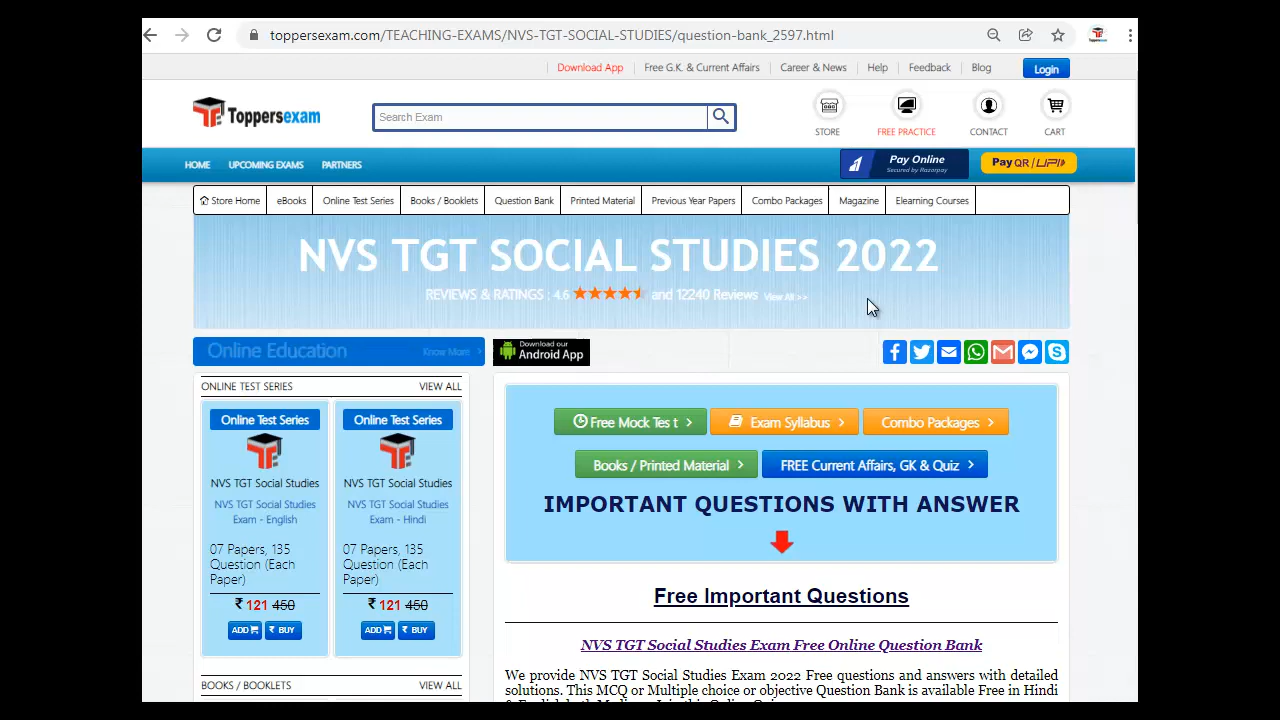 toppersexam.com/TEACHING-EXAMS/NVS-TGT-SOCIAL-STUDIES/question-bank_2597.html
Download App | Free G.K. & Current Affairs | Career & News | Help | Feedback | Blog Login
Toppersexam
Search Exam
STORE FREE PRACTICE CONTACT CART
HOME UPCOMING EXAMS PARTNERS
Pay Online
Secured by Razorpay
Pay QR / UPI
Store Home eBooks Online Test Series Books / Booklets Question Bank Printed Material Previous Year Papers Combo Packages Magazine Elearning Courses
NVS TGT SOCIAL STUDIES 2022
REVIEWS & RATINGS : 4.6 and 12240 Reviews View All >>
Online Education Know More >
Download our
Android App
ONLINE TEST SERIES VIEW ALL
Online Test Series
NVS TGT Social Studies
NVS TGT Social Studies
Exam - English
07 Papers, 135
Question (Each
Paper)
₹ 121 450
ADD ₹ BUY
Online Test Series
NVS TGT Social Studies
NVS TGT Social Studies
Exam - Hindi
07 Papers, 135
Question (Each
Paper)
₹ 121 450
ADD ₹ BUY
BOOKS / BOOKLETS VIEW ALL
Free Mock Tes t > Exam Syllabus > Combo Packages >
Books / Printed Material > FREE Current Affairs, GK & Quiz >
IMPORTANT QUESTIONS WITH ANSWER
Free Important Questions
NVS TGT Social Studies Exam Free Online Question Bank
We provide NVS TGT Social Studies Exam 2022 Free questions and answers with detailed
solutions. This MCQ or Multiple choice or objective Question Bank is available Free in Hindi